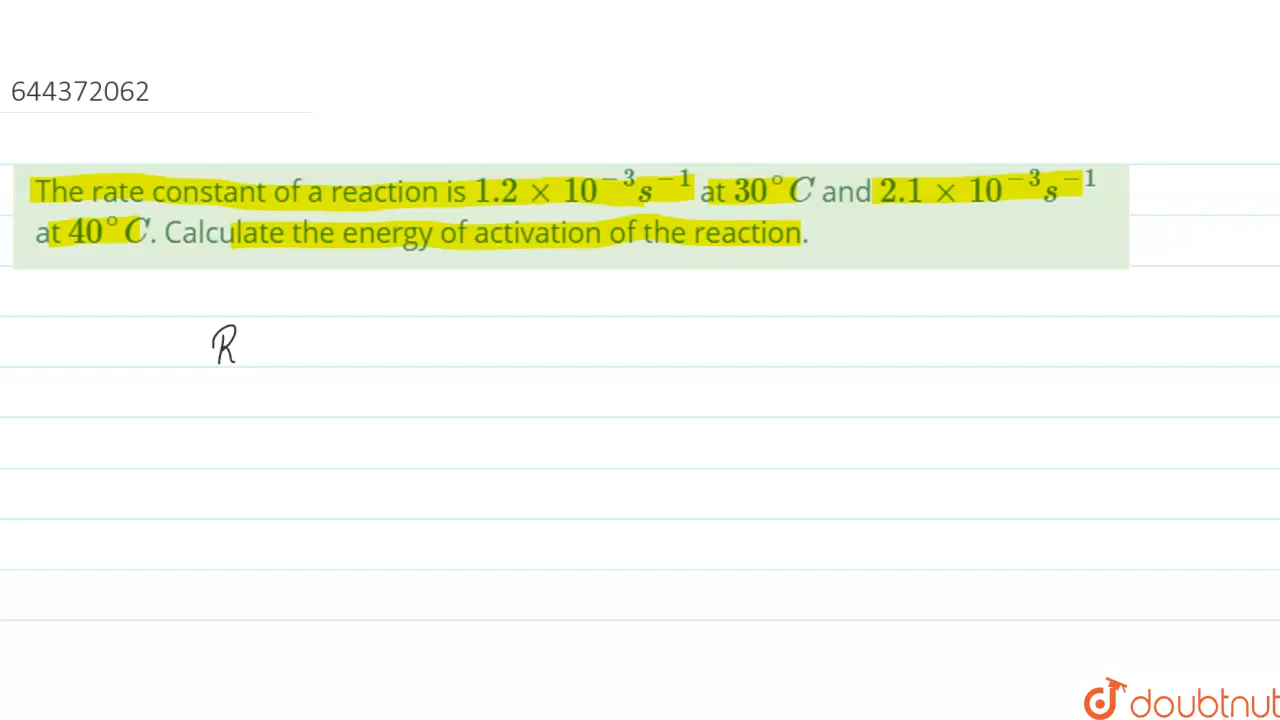 644372062
The rate constant of a reaction is 1.2 × 10⁻³s⁻¹ at 30°C and 2.1 × 10⁻³s⁻¹
at 40°C. Calculate the energy of activation of the reaction.
R
doubtnut